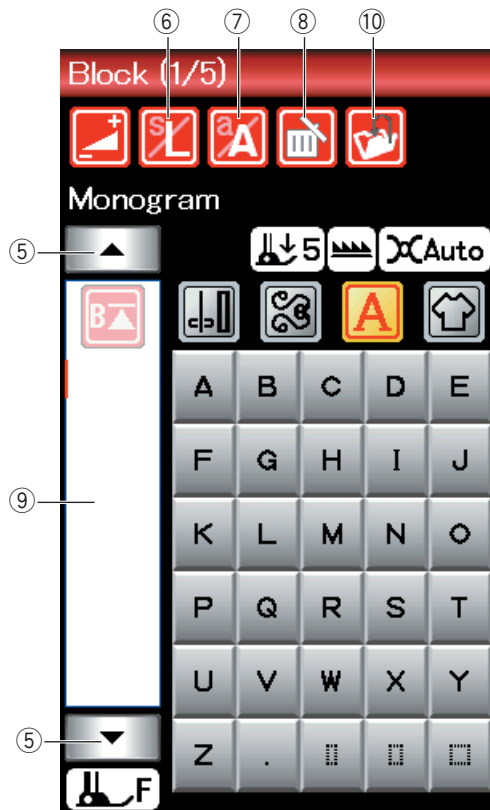 ⑥ ⑦ ⑧ ⑩
Block (1/5)
S L a A
Monogram
⑤ 5 Auto
B A
⑨
A B C D E
F G H I J
K L M N O
P Q R S T
U V W X Y
⑤
Z .
F